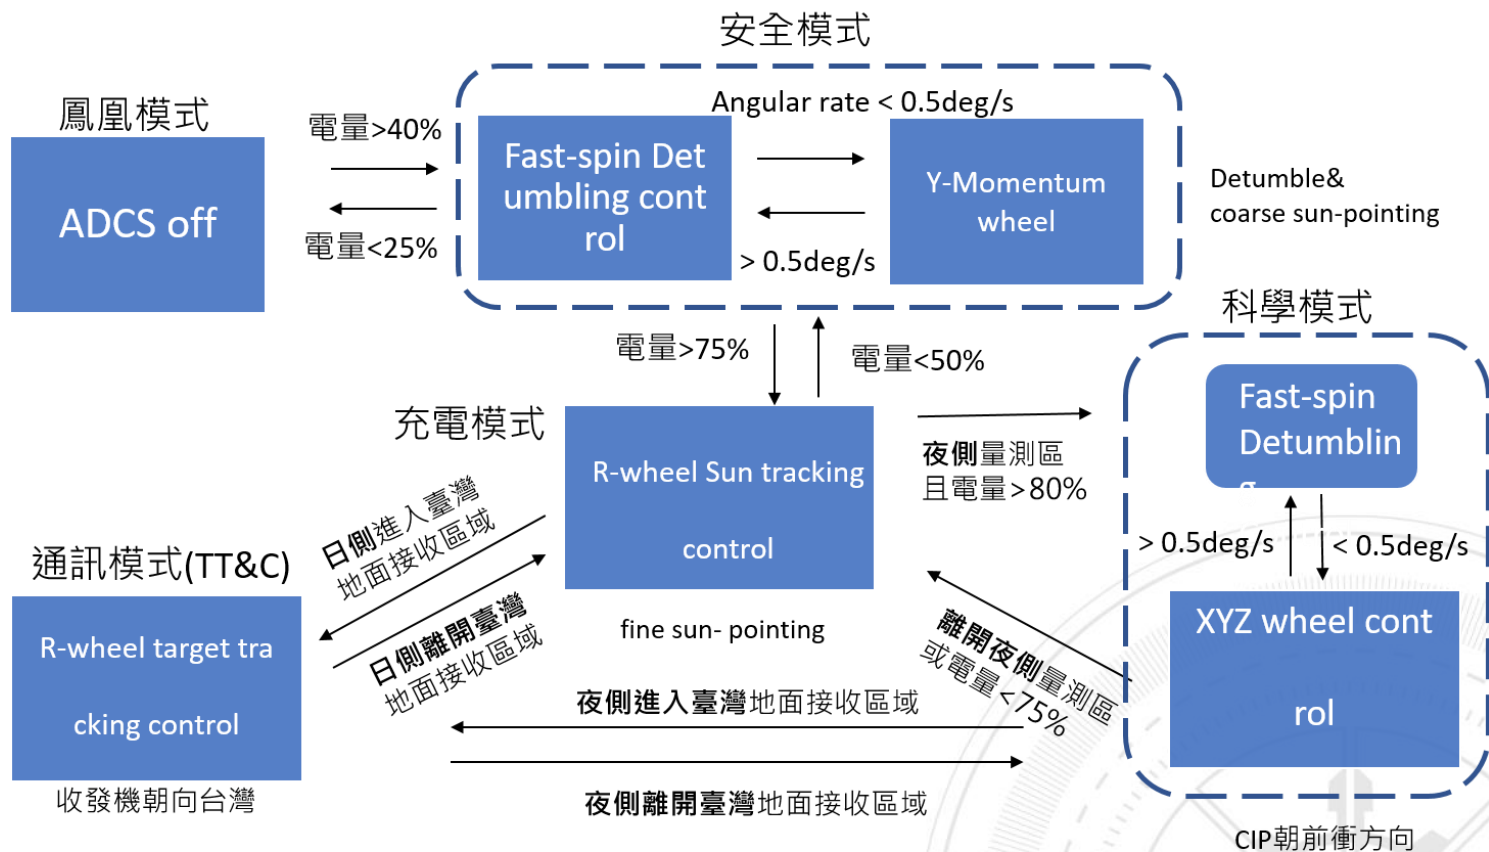 安全模式
鳳凰模式
ADCS off
電量>40%
電量<25%
Angular rate < 0.5deg/s
Fast-spin Det
umbling cont
rol
> 0.5deg/s
Y-Momentum
wheel
Detumble&
coarse sun-pointing
電量>75%
電量<50%
充電模式
R-wheel Sun tracking
control
fine sun- pointing
夜側量測區
且電量>80%
科學模式
Fast-spin
Detumblin
g
> 0.5deg/s
< 0.5deg/s
XYZ wheel cont
rol
CIP朝前衝方向
離開夜側量測區
或電量<75%
日側進入臺灣
地面接收區域
日側離開臺灣
地面接收區域
通訊模式(TT&C)
R-wheel target tra
cking control
收發機朝向台灣
夜側進入臺灣地面接收區域
夜側離開臺灣地面接收區域